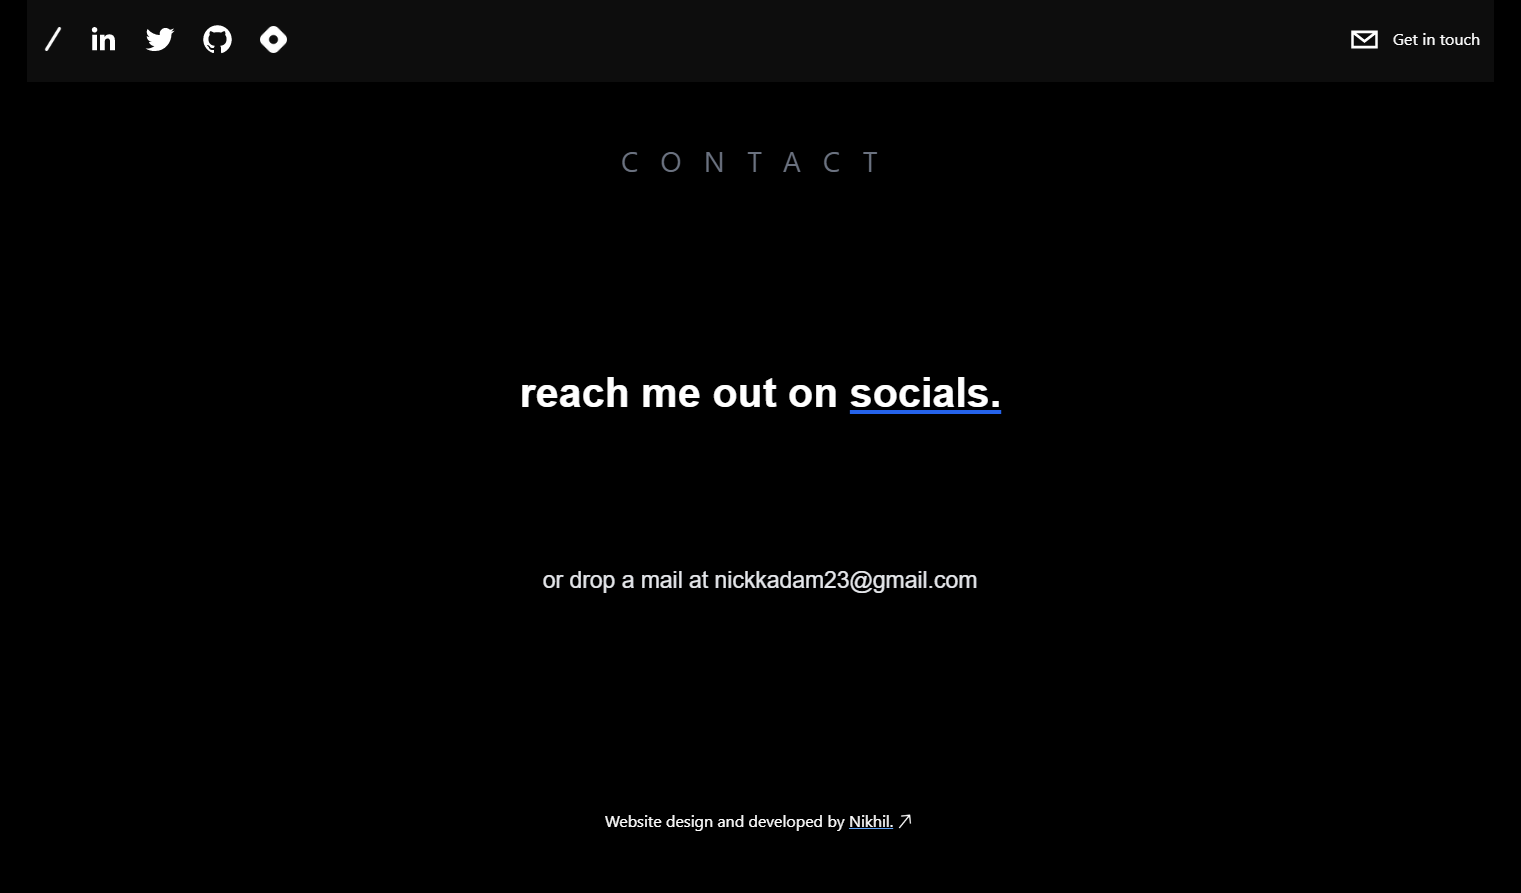 Get in touch
CONTACT
reach me out on socials.
or drop a mail at nickkadam23@gmail.com
Website design and developed by Nikhil.